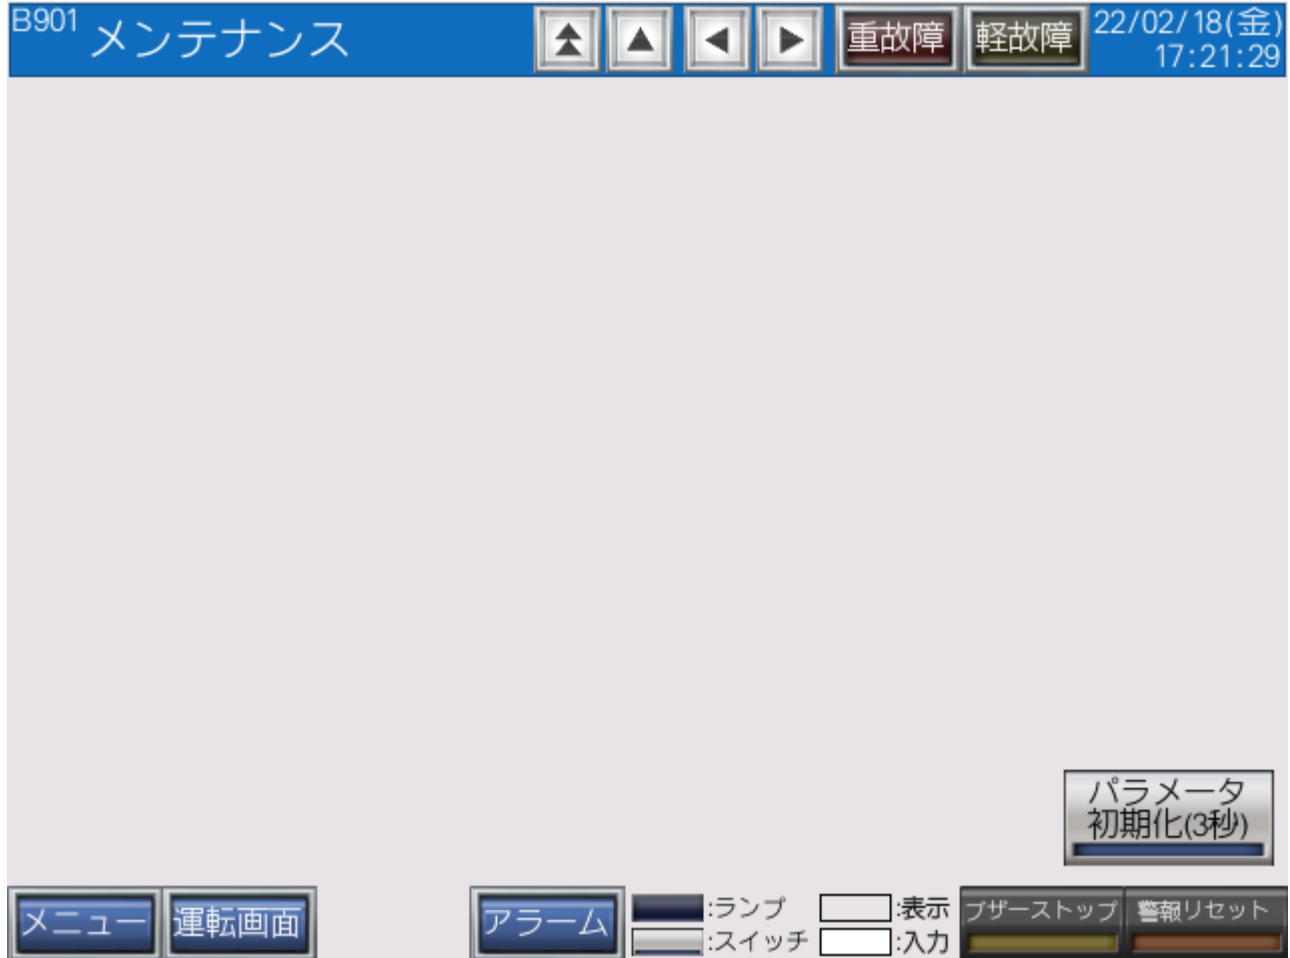 B901 メンテナンス
重故障
軽故障
22/02/18(金)
17:21:29
パラメータ
初期化(3秒)
メニュー
運転画面
アラーム
:ランプ
:表示
:スイッチ
:入力
ブザーストップ
警報リセット